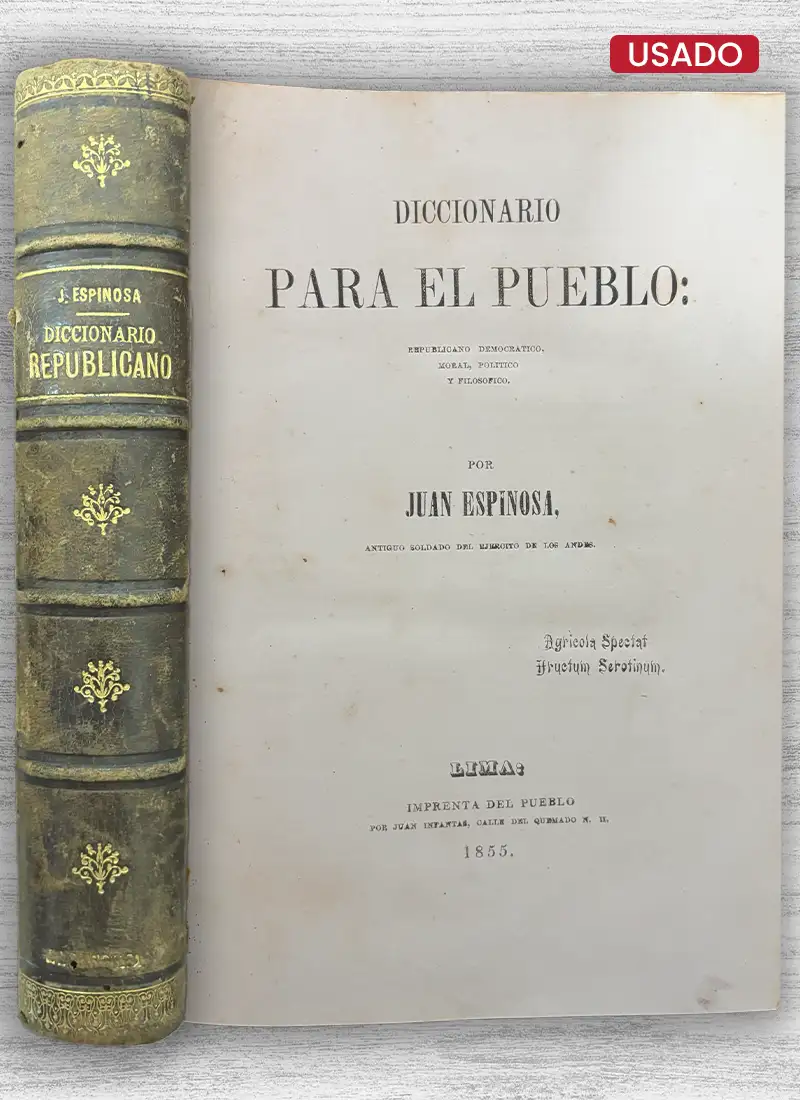 USADO
J. ESPINOSA
DICCIONARIO
REPUBLICANO
DICCIONARIO
PARA EL PUEBLO:
REPUBLICANO DEMOCRATICO,
MORAL, POLITICO
Y FILOSOFICO.
POR
JUAN ESPINOSA,
ANTIGUO SOLDADO DEL EJERCITO DE LOS ANDES.
Agricola Spectat
Fructum Serotinum.
LIMA:
IMPRENTA DEL PUEBLO
POR JUAN INFANTAS, CALLE DEL QUEMADO N.
1855.